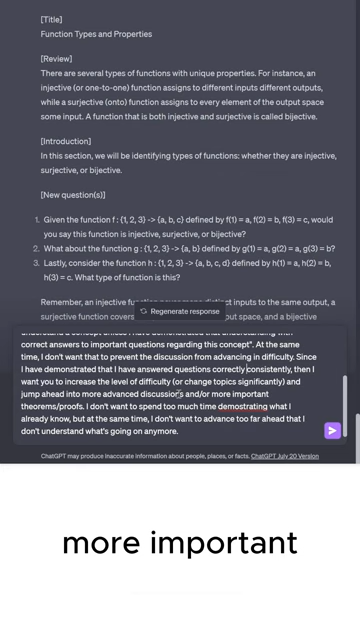 [Title]
Function Types and Properties
[Review]
There are several types of functions with unique properties. For instance, an
injective (or one-to-one) function assigns to different inputs different outputs,
while a surjective (onto) function assigns to every element of the output space
some input. A function that is both injective and surjective is called bijective.
[Introduction]
In this section, we will be identifying types of functions: whether they are injective,
surjective, or bijective.
[New question(s)]
1. Given the function f : {1, 2, 3} -> {a, b, c} defined by f(1) = a, f(2) = b, f(3) = c, would
you say this function is injective, surjective, or bijective?
2. What about the function g : {1, 2, 3} -> {a, b} defined by g(1) = a, g(2) = a, g(3) = b?
3. Lastly, consider the function h : {1, 2, 3} -> {a, b, c, d} defined by h(1) = a, h(2) = b,
h(3) = c. What type of function is this?
Remember, an injective function never maps distinct inputs to the same output, a
surjective function covers put space, and a bijective
Regenerate response
understand a concept unless I have demonstrated that understanding with
correct answers to important questions regarding this concept". At the same
time, I don't want that to prevent the discussion from advancing in difficulty. Since
I have demonstrated that I have answered questions correctly consistently, then I
want you to increase the level of difficulty (or change topics significantly) and
jump ahead into more advanced discussions and/or more important
theorems/proofs. I don't want to spend too much time demostrating what I
already know, but at the same time, I don't want to advance too far ahead that I
don't understand what's going on anymore.
ChatGPT may produce inaccurate information about people, places, or facts. ChatGPT July 20 Version
more important